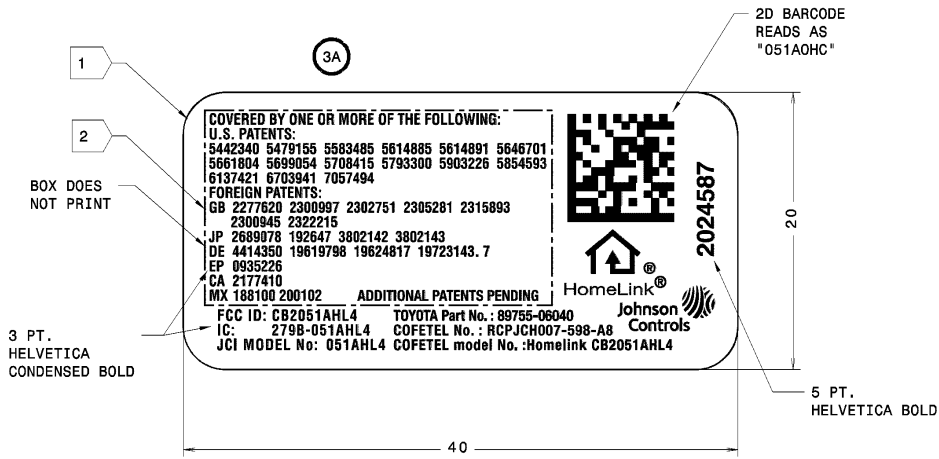 2D BARCODE
READS AS
"051AOHC"
3A
1
2
BOX DOES
NOT PRINT
COVERED BY ONE OR MORE OF THE FOLLOWING:
U.S. PATENTS:
5442340 5479155 5583485 5614885 5614891 5646701
5661804 5699054 5708415 5793300 5903226 5854593
6137421 6703941 7057494
FOREIGN PATENTS:
GB 2277620 2300997 2302751 2305281 2315893
2300945 2322215
JP 2689078 192647 3802142 3802143
DE 4414350 19619798 19624817 19723143.7
EP 0935226
CA 2177410
MX 188100 200102 ADDITIONAL PATENTS PENDING
FCC ID: CB2051AHL4 TOYOTA Part No.: 89755-06040
IC: 279B-051AHL4 COFETEL No.: RCPJCH007-598-A8
JCI MODEL No: 051AHL4 COFETEL model No.:Homelink CB2051AHL4
2024587
®
HomeLink®
Johnson
Controls
20
3 PT.
HELVETICA
CONDENSED BOLD
5 PT.
HELVETICA BOLD
40